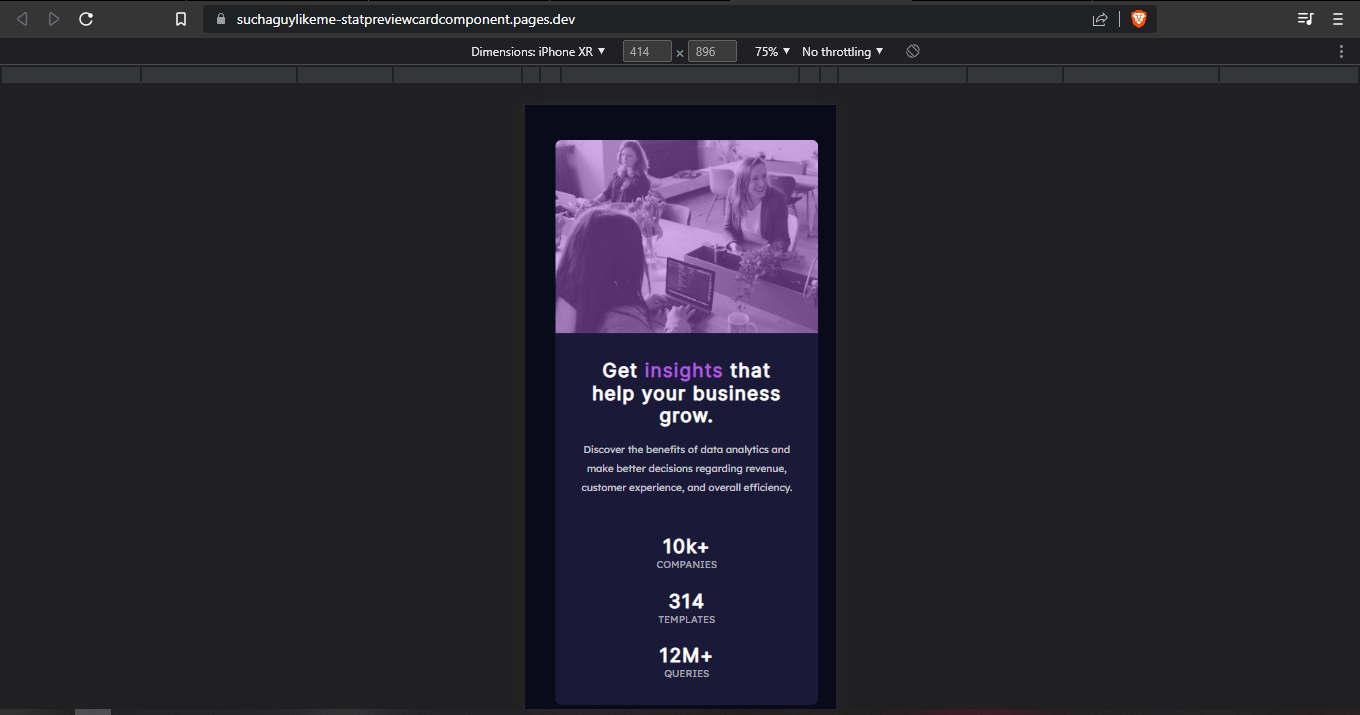 suchaguylikeme-statpreviewcardcomponent.pages.dev
Dimensions: iPhone XR 414 × 896 75% No throttling
Get insights that
help your business
grow.
Discover the benefits of data analytics and
make better decisions regarding revenue,
customer experience, and overall efficiency.
10k+
COMPANIES
314
TEMPLATES
12M+
QUERIES